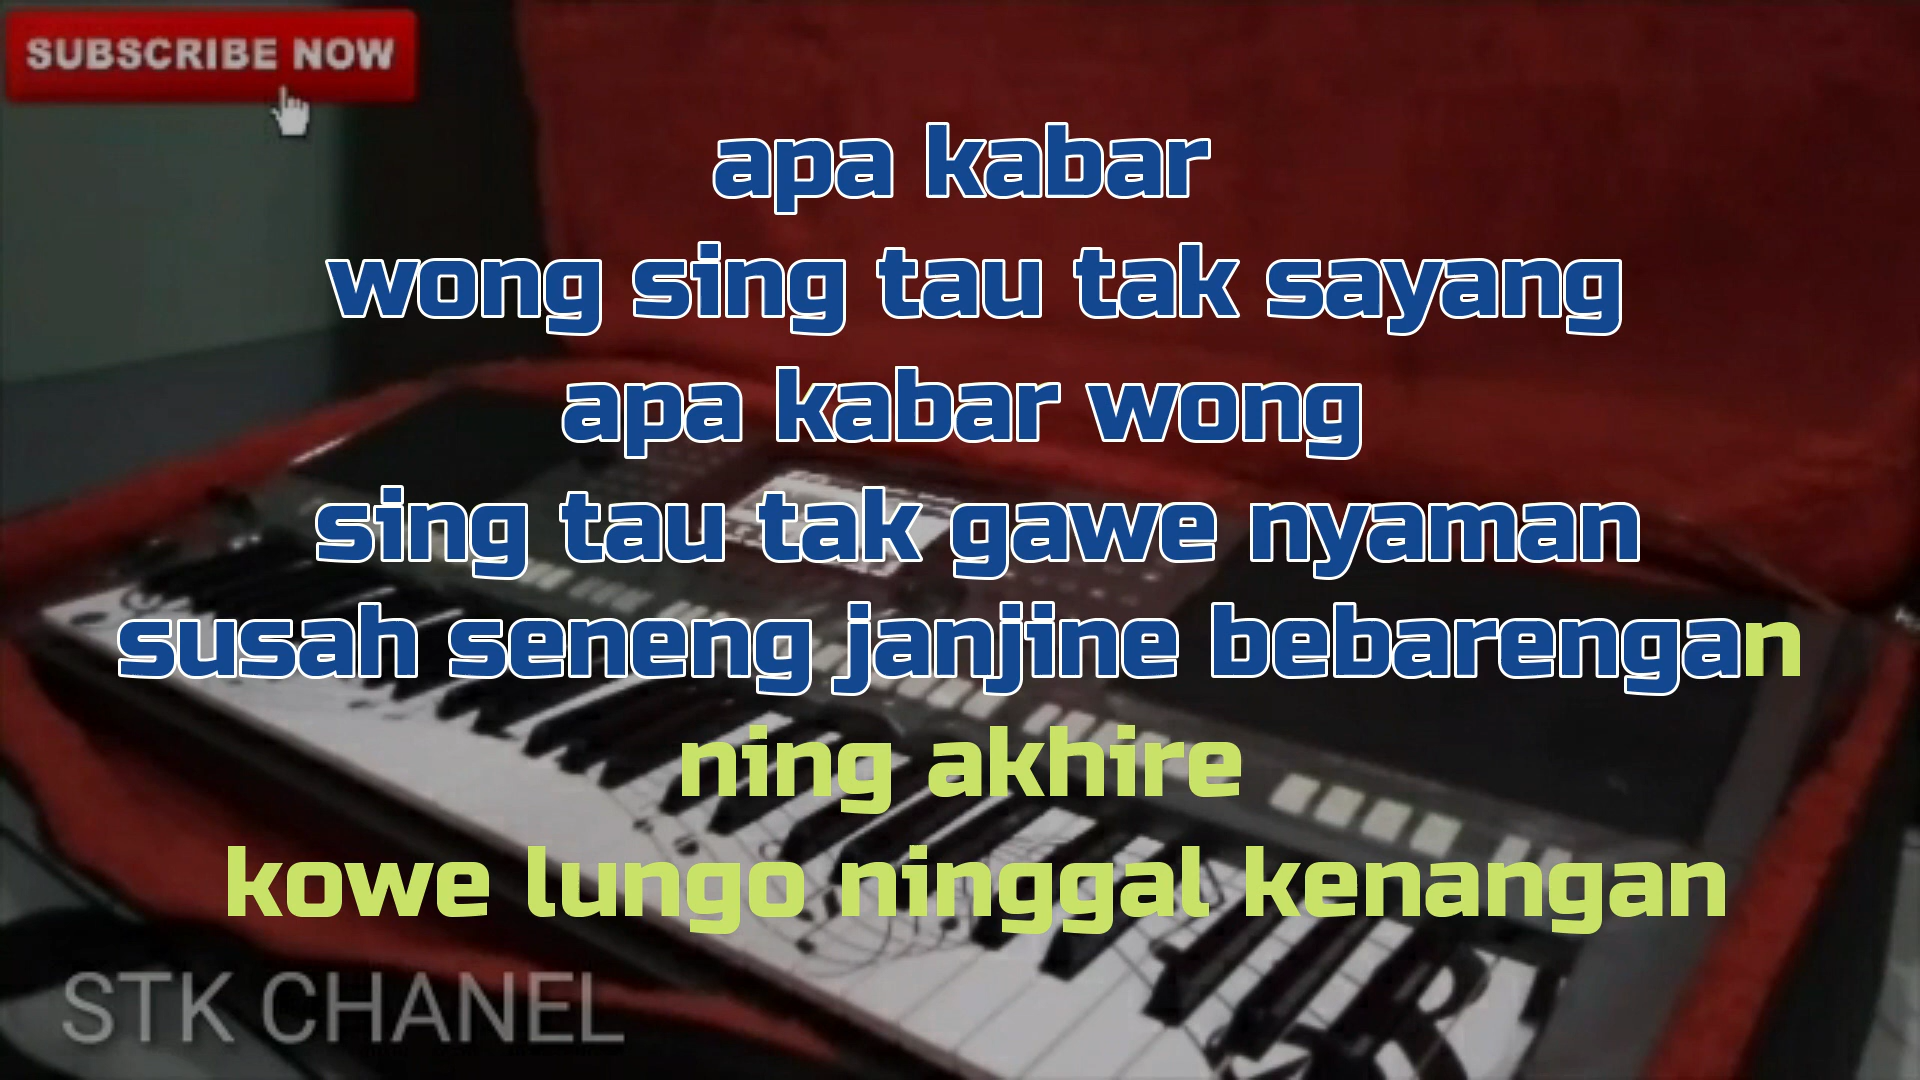 SUBSCRIBE NOW
apa kabar
wong sing tau tak sayang
apa kabar wong
sing tau tak gawe nyaman
susah seneng janjine bebarengan
ning akhire
kowe lungo ninggal kenangan
STK CHANEL